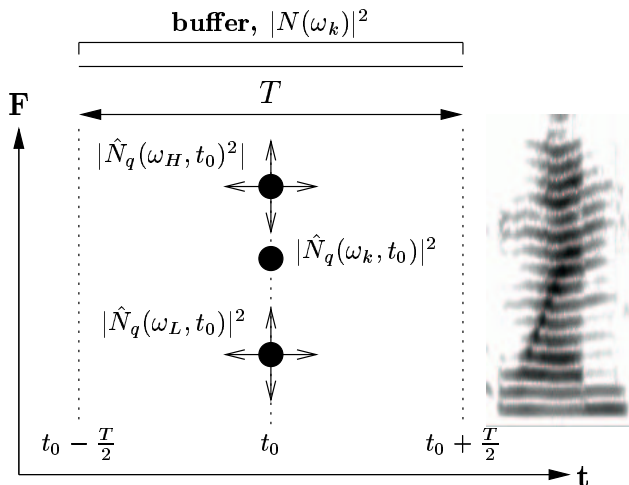 buffer, |N(ω_k)|²
T
F
|N̂_q(ω_H, t_0)²|
|N̂_q(ω_k, t_0)|²
|N̂_q(ω_L, t_0)|²
t_0 − T/2 t_0 t_0 + T/2
t